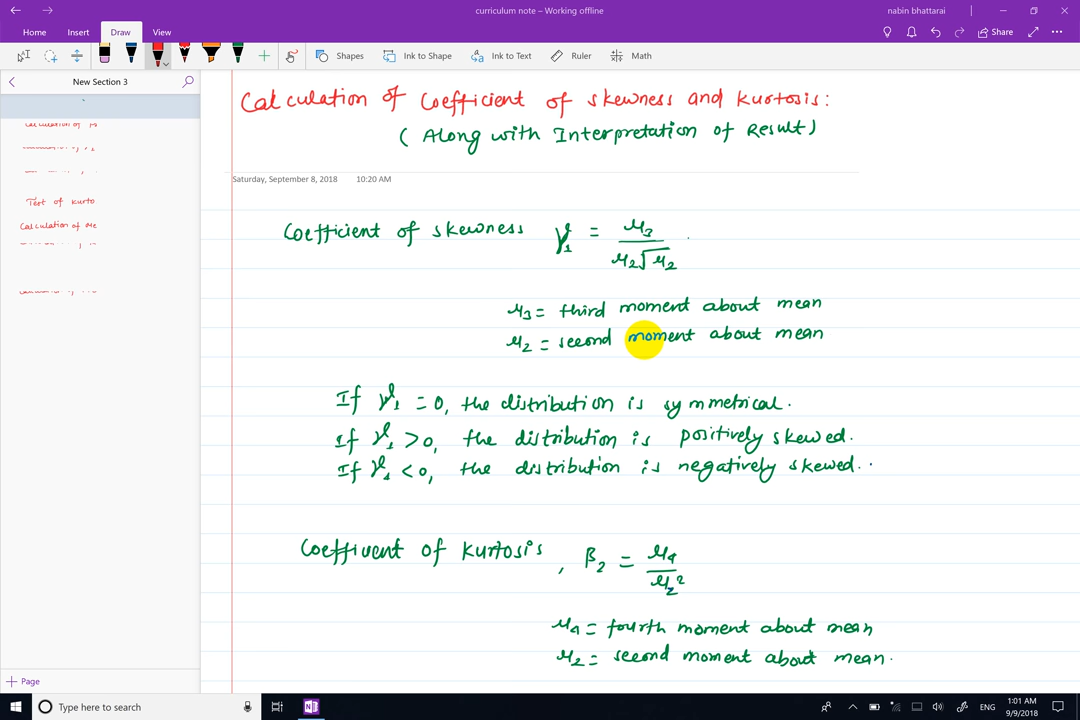 curriculum note – Working offline
nabin bhattarai
Home Insert Draw View
Share
Shapes Ink to Shape Ink to Text Ruler Math
New Section 3
Test of kurto
Calculation of Coefficient of skewness and kurtosis:
( Along with Interpretation of Result)
Saturday, September 8, 2018 10:20 AM
Coefficient of skewness γ₁ = μ₃ / μ₂√μ₂
μ₃ = third moment about mean
μ₂ = second moment about mean
If γ₁ = 0, the distribution is symmetrical.
If γ₁ > 0, the distribution is positively skewed.
If γ₁ < 0, the distribution is negatively skewed.
Coefficient of kurtosis, β₂ = μ₄ / μ₂²
μ₄ = fourth moment about mean
μ₂ = second moment about mean.
+ Page
Type here to search
ENG
1:01 AM
9/9/2018